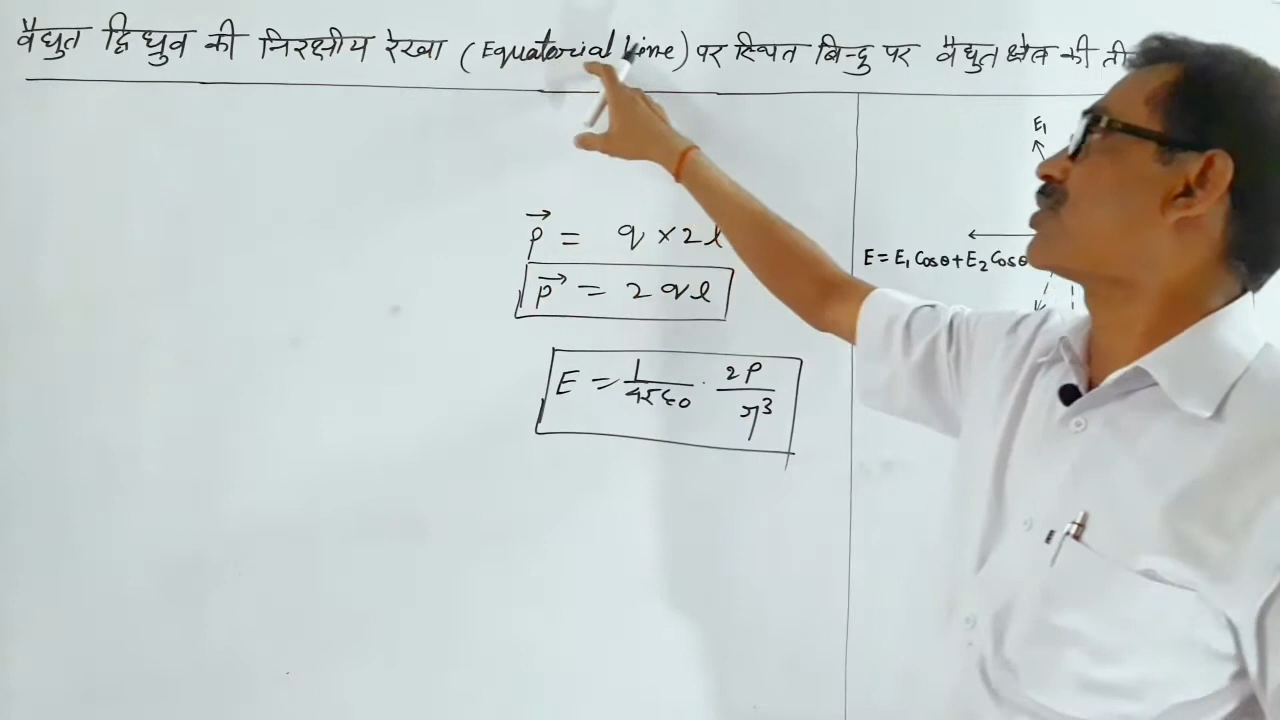 वैधुत द्वि ध्रुव की निरक्षीय रेखा (Equatorial Line) पर स्थित बिन्दु पर वैधुत क्षेत्र की
p⃗ = q × 2l
p⃗ = 2ql
E = 1/4πε0 · 2P/r³
E1
E = E1 Cosθ + E2 Cosθ